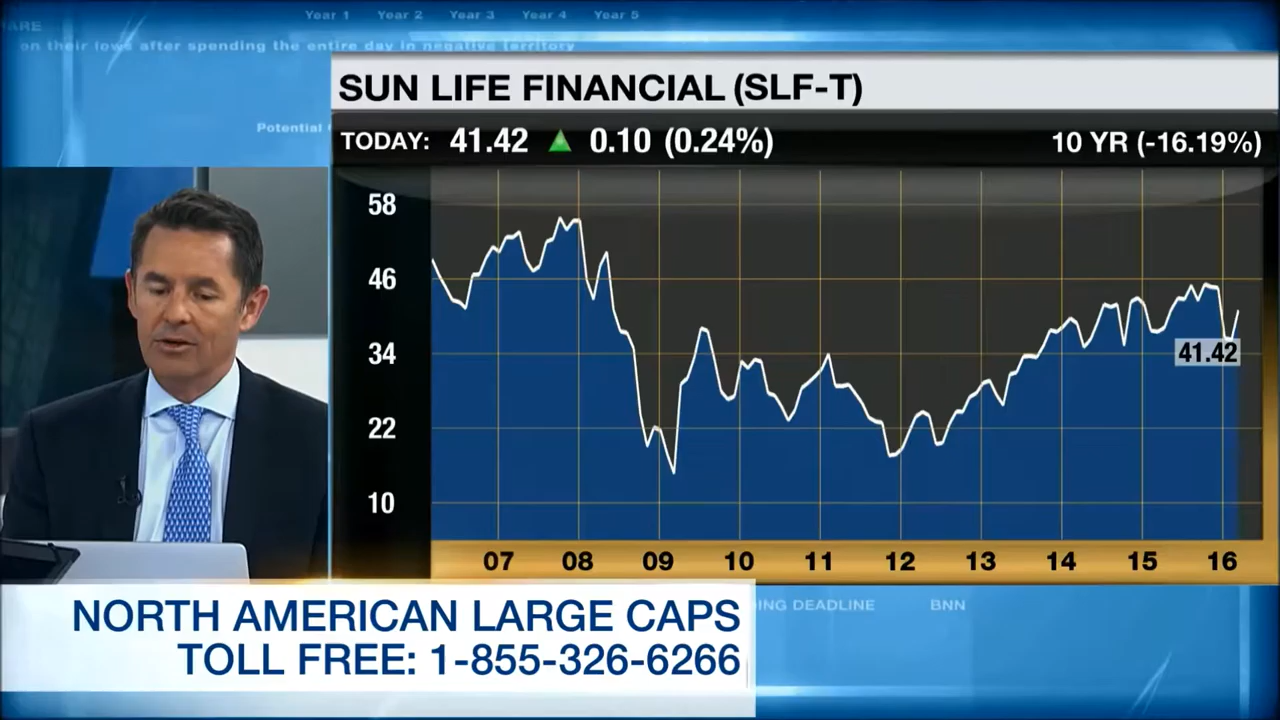 Year 1 Year 2 Year 3 Year 4 Year 5
on their lows after spending the entire day in negative territory
Potential
SUN LIFE FINANCIAL (SLF-T)
TODAY: 41.42 ▲ 0.10 (0.24%) 10 YR (-16.19%)
58
46
34
22
10
41.42
07 08 09 10 11 12 13 14 15 16
NORTH AMERICAN LARGE CAPS
TOLL FREE: 1-855-326-6266
DEADLINE BNN